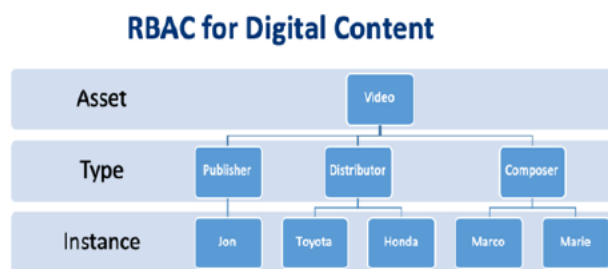 RBAC for Digital Content
Asset
Video
Type
Publisher
Distributor
Composer
Instance
Jon
Toyota
Honda
Marco
Marie